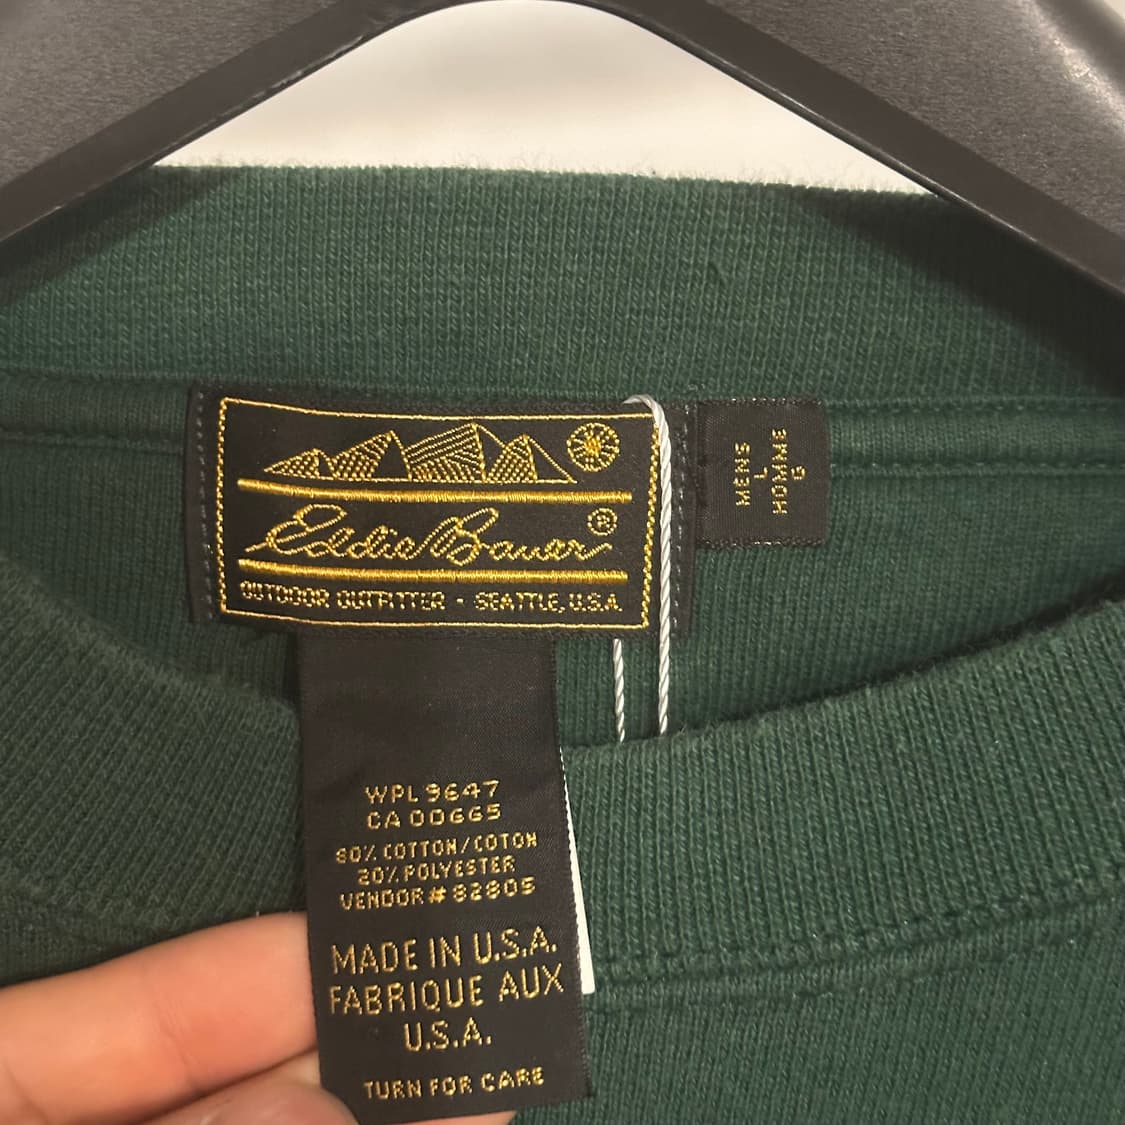 Eddie Bauer®
OUTDOOR OUTFITTER · SEATTLE, U.S.A.
MENS
L
HOMME
G
WPL 9647
CA 00665
80% COTTON/COTON
20% POLYESTER
VENDOR # 82805
MADE IN U.S.A.
FABRIQUE AUX
U.S.A.
TURN FOR CARE